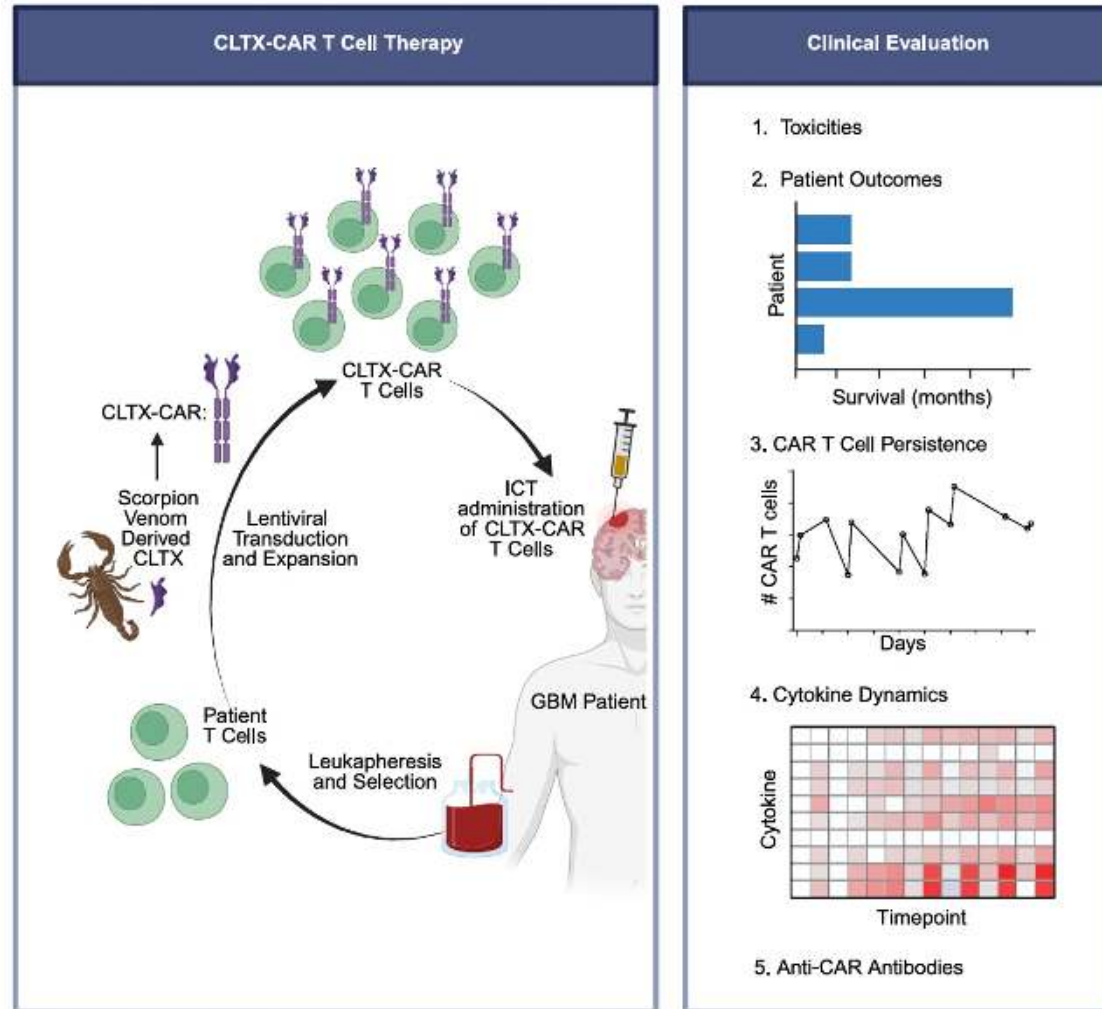 CLTX-CAR T Cell Therapy
CLTX-CAR
T Cells
CLTX-CAR:
Scorpion
Venom
Derived
CLTX
Lentiviral
Transduction
and Expansion
ICT
administration
of CLTX-CAR
T Cells
GBM Patient
Patient
T Cells
Leukapheresis
and Selection
Clinical Evaluation
1. Toxicities
2. Patient Outcomes
Patient
Survival (months)
3. CAR T Cell Persistence
# CAR T cells
Days
4. Cytokine Dynamics
Cytokine
Timepoint
5. Anti-CAR Antibodies